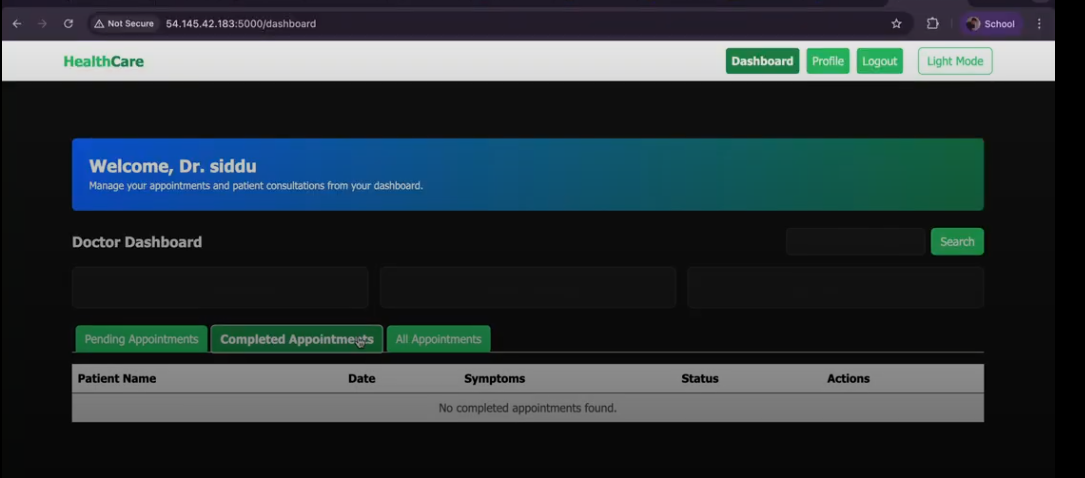 Not Secure 54.145.42.183:5000/dashboard School
HealthCare Dashboard Profile Logout Light Mode
Welcome, Dr. siddu
Manage your appointments and patient consultations from your dashboard.
Doctor Dashboard Search
Pending Appointments Completed Appointments All Appointments
Patient Name Date Symptoms Status Actions
No completed appointments found.